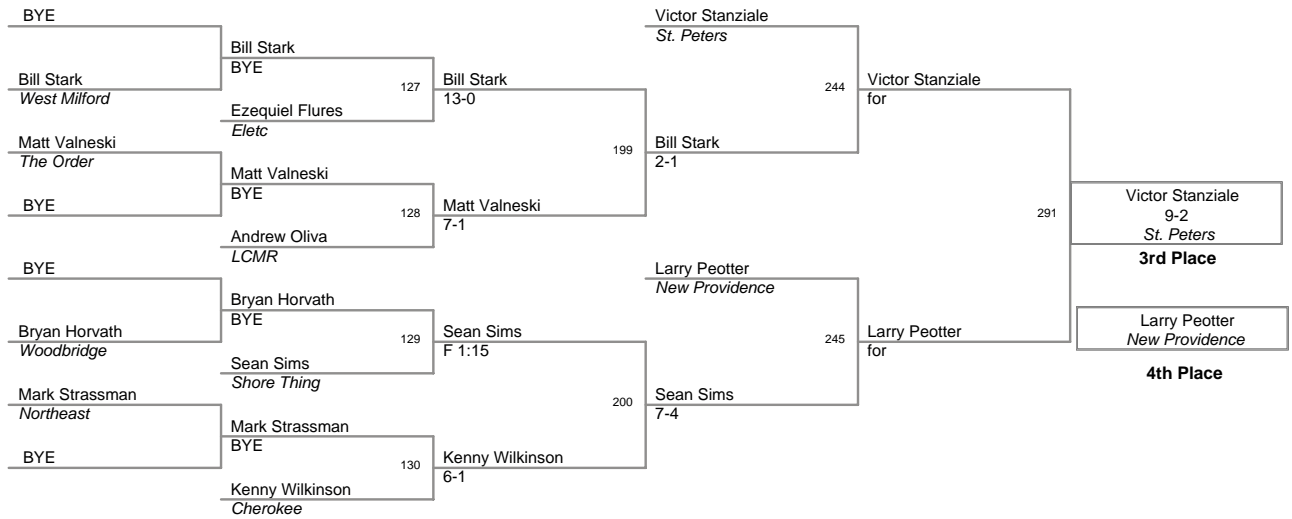 BYE
Bill Stark
West Milford
Matt Valneski
The Order
BYE
BYE
Bryan Horvath
Woodbridge
Mark Strassman
Northeast
BYE
Bill Stark
BYE
127
Ezequiel Flures
Eletc
Matt Valneski
BYE
128
Andrew Oliva
LCMR
Bryan Horvath
BYE
129
Sean Sims
Shore Thing
Mark Strassman
BYE
130
Kenny Wilkinson
Cherokee
Bill Stark
13-0
199
Matt Valneski
7-1
Sean Sims
F 1:15
200
Kenny Wilkinson
6-1
Victor Stanziale
St. Peters
244
Bill Stark
2-1
Larry Peotter
New Providence
245
Sean Sims
7-4
Victor Stanziale
for
291
Larry Peotter
for
Victor Stanziale
9-2
St. Peters
3rd Place
Larry Peotter
New Providence
4th Place